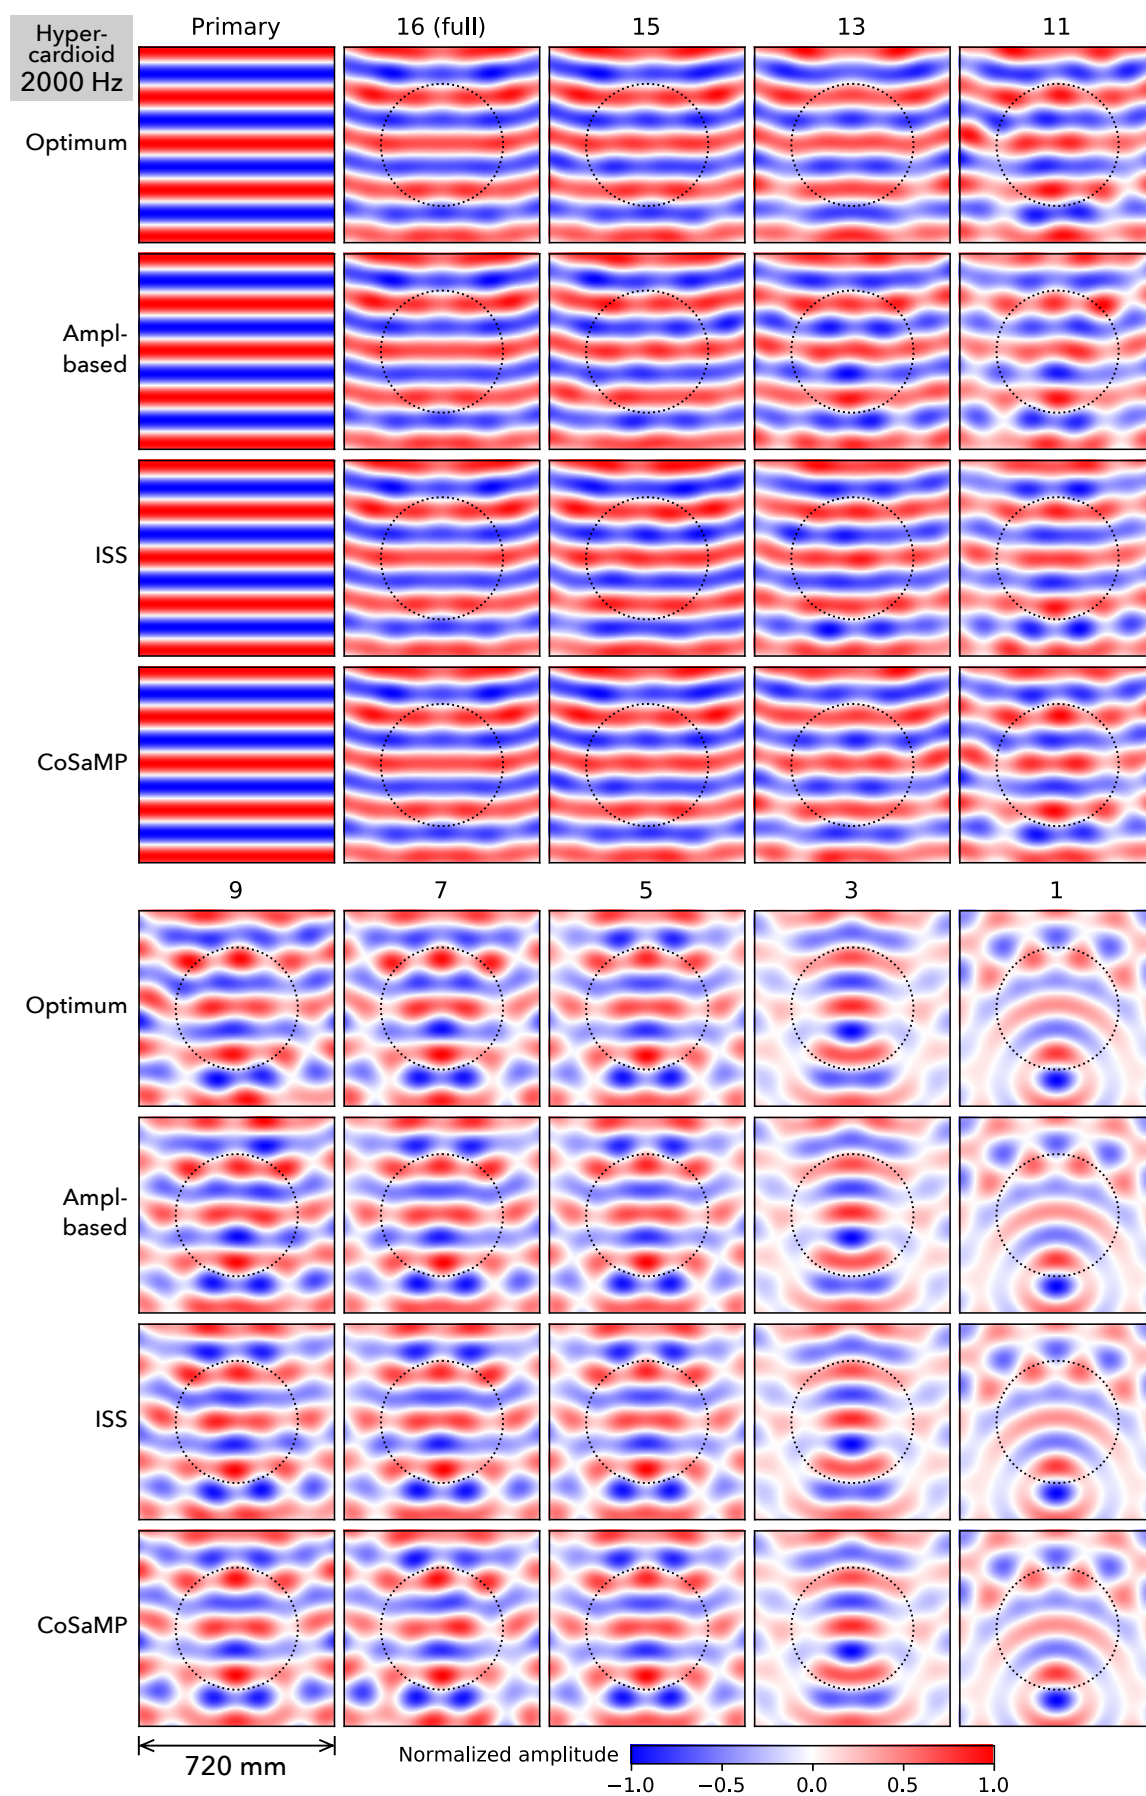 Hyper-
cardioid
2000 Hz
Primary
16 (full)
15
13
11
Optimum
Ampl-
based
ISS
CoSaMP
9
7
5
3
1
Optimum
Ampl-
based
ISS
CoSaMP
720 mm
Normalized amplitude
−1.0
−0.5
0.0
0.5
1.0